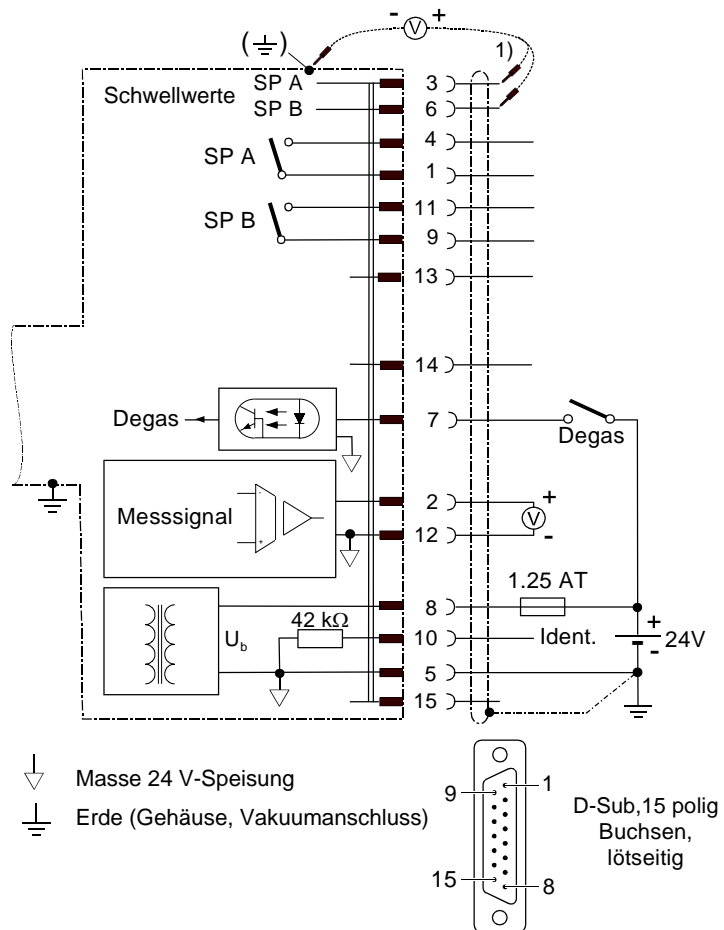 - V +
( ) 1)
Schwellwerte SP A 3
SP B 6
4
SP A
1
11
SP B
9
13
14
Degas 7
Degas
2 +
Messsignal V
12 -
1.25 AT
8
42 kΩ
U_b 10 Ident. + 24V
-
5
15
Masse 24 V-Speisung
Erde (Gehäuse, Vakuumanschluss)
9 1
D-Sub,15 polig
Buchsen,
lötseitig
15 8